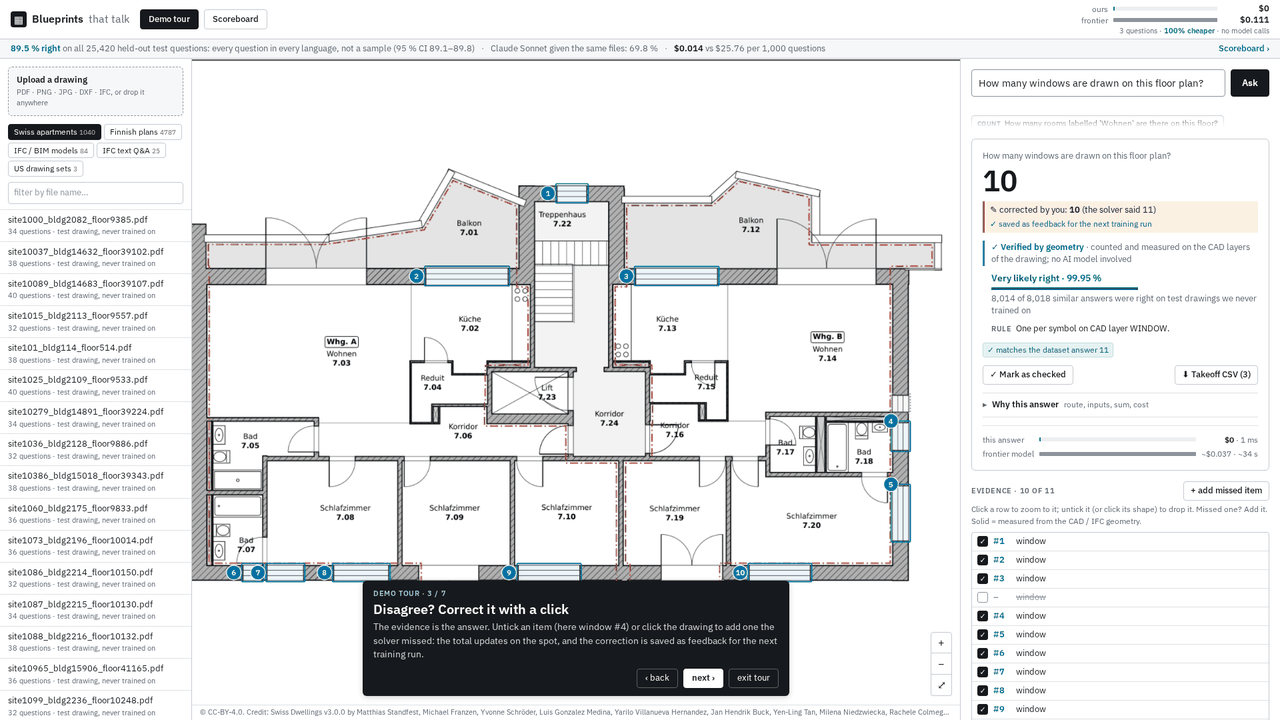 Blueprints that talk
Demo tour
Scoreboard
ours $0
frontier $0.111
3 questions · 100% cheaper · no model calls
89.5 % right on all 25,420 held-out test questions: every question in every language, not a sample (95 % CI 89.1–89.8) · Claude Sonnet given the same files: 69.8 % · $0.014 vs $25.76 per 1,000 questions
Scoreboard ›
Upload a drawing
PDF · PNG · JPG · DXF · IFC, or drop it
anywhere
Swiss apartments 1040
Finnish plans 4787
IFC / BIM models 84
IFC text Q&A 25
US drawing sets 3
filter by file name...
site1000_bldg2082_floor9385.pdf
34 questions · test drawing, never trained on
site10037_bldg14632_floor39102.pdf
38 questions · test drawing, never trained on
site10089_bldg14683_floor39107.pdf
40 questions · test drawing, never trained on
site1015_bldg2113_floor9557.pdf
32 questions · test drawing, never trained on
site101_bldg114_floor514.pdf
38 questions · test drawing, never trained on
site1025_bldg2109_floor9533.pdf
40 questions · test drawing, never trained on
site10279_bldg14891_floor39224.pdf
34 questions · test drawing, never trained on
site1036_bldg2128_floor9886.pdf
32 questions · test drawing, never trained on
site10386_bldg15018_floor39343.pdf
38 questions · test drawing, never trained on
site1060_bldg2175_floor9833.pdf
36 questions · test drawing, never trained on
site1073_bldg2196_floor10014.pdf
36 questions · test drawing, never trained on
site1086_bldg2214_floor10150.pdf
32 questions · test drawing, never trained on
site1087_bldg2215_floor10130.pdf
34 questions · test drawing, never trained on
site1088_bldg2216_floor10132.pdf
38 questions · test drawing, never trained on
site10965_bldg15906_floor41165.pdf
36 questions · test drawing, never trained on
site1099_bldg2236_floor10248.pdf
32 questions · test drawing, never trained on
1
Treppenhaus
7.22
Balkon
7.01
Balkon
7.12
2
3
Küche
7.02
Küche
7.13
Whg. A
Wohnen
7.03
Whg. B
Wohnen
7.14
Reduit
7.04
Lift
7.23
Reduit
7.15
Korridor
7.24
Korridor
7.06
Korridor
7.16
4
Bad
7.05
Bad
7.17
Bad
7.18
5
Schlafzimmer
7.08
Schlafzimmer
7.09
Schlafzimmer
7.10
Schlafzimmer
7.19
Schlafzimmer
7.20
Bad
7.07
6
7
8
9
10
DEMO TOUR · 3 / 7
Disagree? Correct it with a click
The evidence is the answer. Untick an item (here window #4) or click the drawing to add one the
solver missed: the total updates on the spot, and the correction is saved as feedback for the next
training run.
‹ back
next ›
exit tour
+
−
⤢
© CC-BY-4.0. Credit: Swiss Dwellings v3.0.0 by Matthias Standfest, Michael Franzen, Yvonne Schröder, Luis Gonzalez Medina, Yarilo Villanueva Hernandez, Jan Hendrik Buck, Yen-Ling Tan, Milena Niedzwiecka, Rachele Colmeg...
How many windows are drawn on this floor plan?
Ask
COUNT How many rooms labelled 'Wohnen' are there on this floor?
How many windows are drawn on this floor plan?
10
✎ corrected by you: 10 (the solver said 11)
✓ saved as feedback for the next training run
✓ Verified by geometry · counted and measured on the CAD layers
of the drawing; no AI model involved
Very likely right · 99.95 %
8,014 of 8,018 similar answers were right on test drawings we never
trained on
RULE One per symbol on CAD layer WINDOW.
✓ matches the dataset answer 11
✓ Mark as checked
⬇ Takeoff CSV (3)
▸ Why this answer route, inputs, sum, cost
this answer $0 · 1 ms
frontier model ~$0.037 · ~34 s
EVIDENCE · 10 OF 11
+ add missed item
Click a row to zoom to it; untick it (or click its shape) to drop it. Missed one? Add it.
Solid = measured from the CAD / IFC geometry.
#1 window
#2 window
#3 window
– window
#4 window
#5 window
#6 window
#7 window
#8 window
#9 window